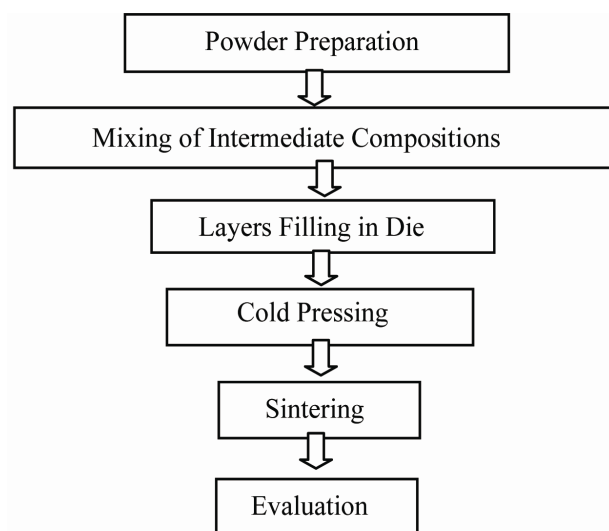 Powder Preparation
Mixing of Intermediate Compositions
Layers Filling in Die
Cold Pressing
Sintering
Evaluation